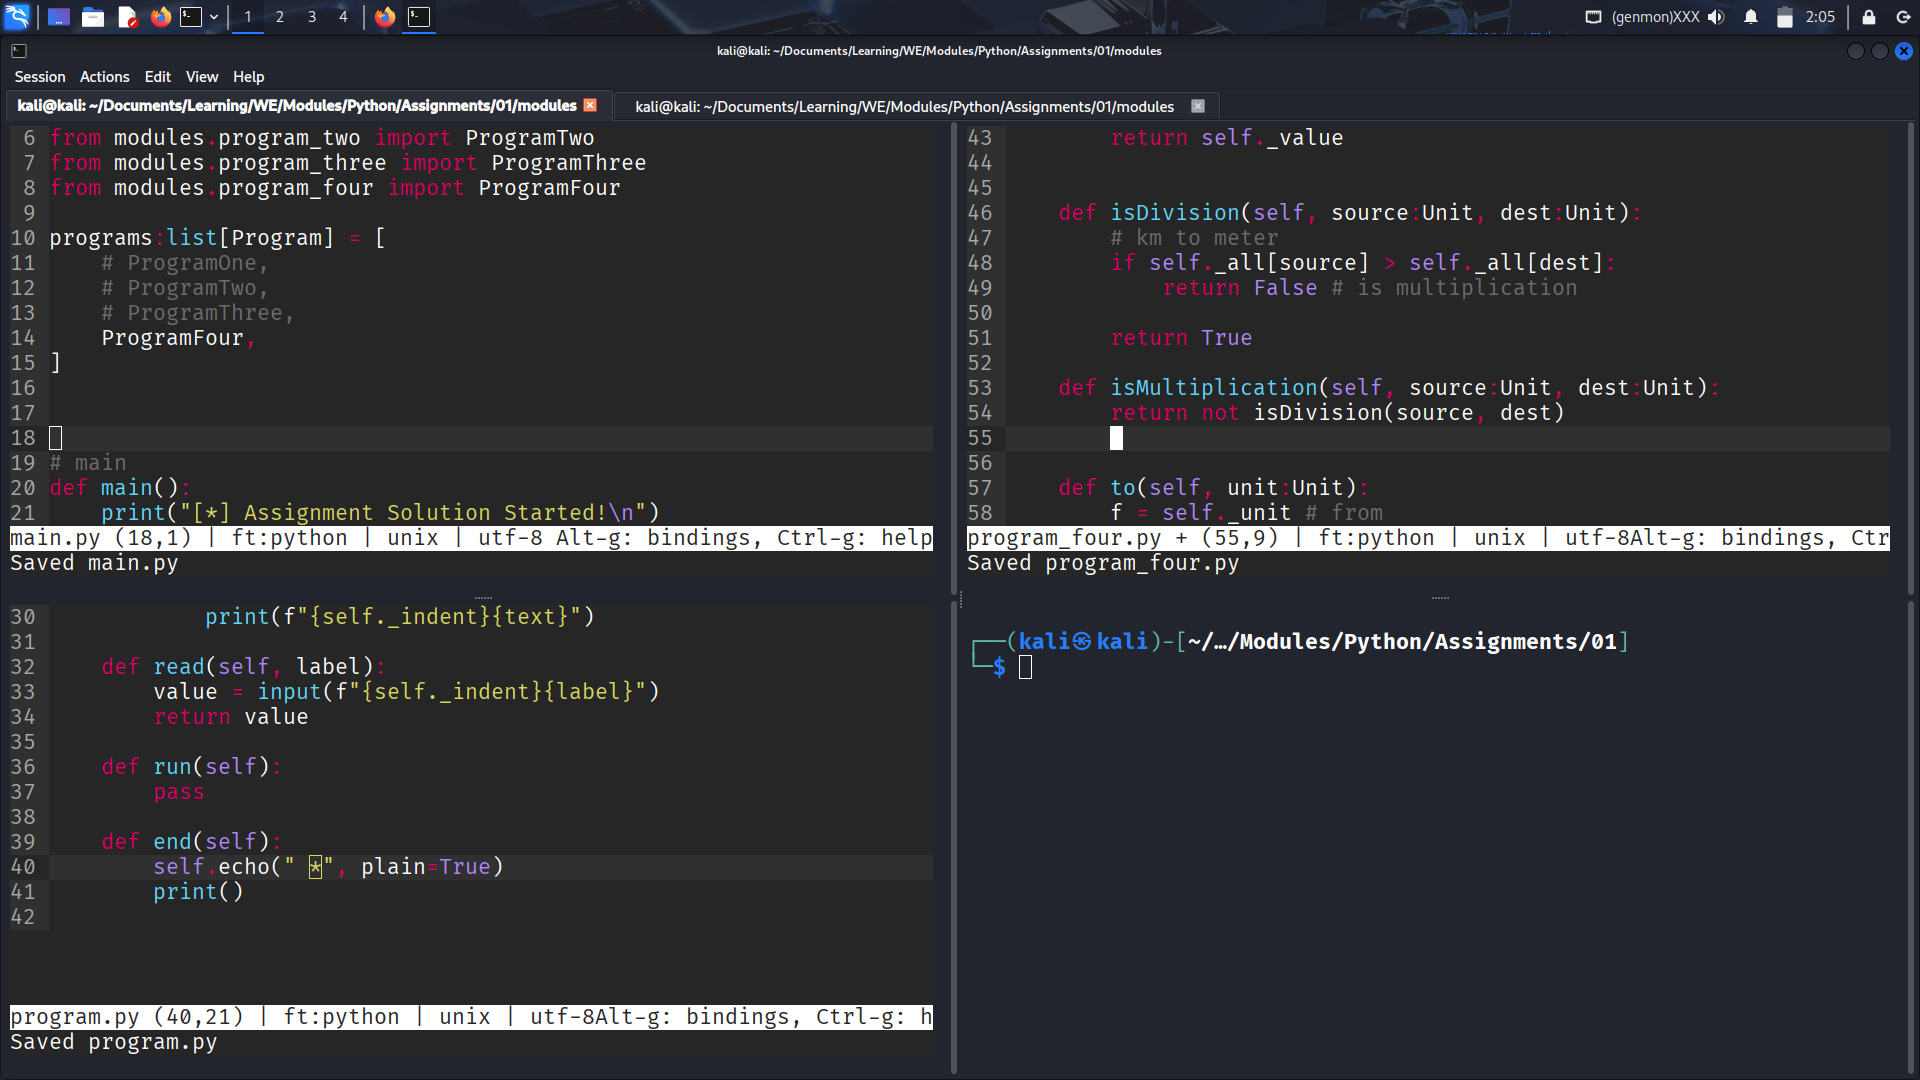 1 2 3 4 (genmon)XXX 2:05
kali@kali: ~/Documents/Learning/WE/Modules/Python/Assignments/01/modules
Session Actions Edit View Help
kali@kali: ~/Documents/Learning/WE/Modules/Python/Assignments/01/modules
kali@kali: ~/Documents/Learning/WE/Modules/Python/Assignments/01/modules
6 from modules.program_two import ProgramTwo
7 from modules.program_three import ProgramThree
8 from modules.program_four import ProgramFour
9
10 programs:list[Program] = [
11     # ProgramOne,
12     # ProgramTwo,
13     # ProgramThree,
14     ProgramFour,
15 ]
16
17
18
19 # main
20 def main():
21     print("[*] Assignment Solution Started!\n")
main.py (18,1) | ft:python | unix | utf-8 Alt-g: bindings, Ctrl-g: help
Saved main.py
30             print(f"{self._indent}{text}")
31
32     def read(self, label):
33         value = input(f"{self._indent}{label}")
34         return value
35
36     def run(self):
37         pass
38
39     def end(self):
40         self.echo(" *", plain=True)
41         print()
42
program.py (40,21) | ft:python | unix | utf-8Alt-g: bindings, Ctrl-g: h
Saved program.py
43         return self._value
44
45
46     def isDivision(self, source:Unit, dest:Unit):
47         # km to meter
48         if self._all[source] > self._all[dest]:
49             return False # is multiplication
50
51         return True
52
53     def isMultiplication(self, source:Unit, dest:Unit):
54         return not isDivision(source, dest)
55
56
57     def to(self, unit:Unit):
58         f = self._unit # from
program_four.py + (55,9) | ft:python | unix | utf-8Alt-g: bindings, Ctr
Saved program_four.py
┌──(kali㉿kali)-[~/…/Modules/Python/Assignments/01]
└─$